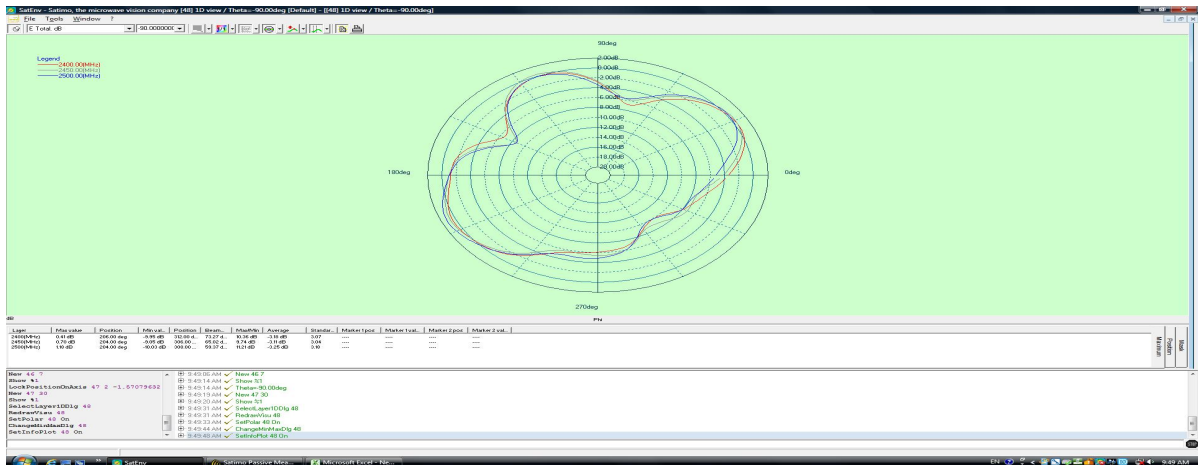 SatEnv - Satimo, the microwave vision company [48] 1D view / Theta=-90.00deg [Default] - [[48] 1D view / Theta=-90.00deg]
File Tools Window ?
E Total dB -90.000000
90deg
Legend
2400.00(MHz)
2450.00(MHz)
2500.00(MHz)
2.00dB
0.00dB
-2.00dB
-4.00dB
-6.00dB
-8.00dB
-10.00dB
-12.00dB
-14.00dB
-16.00dB
-18.00dB
-20.00dB
180deg
0deg
270deg
dB
Phi
Layer Max value Position Min val... Position Beam... Max/Min Average Standar... Marker 1 pos Marker 1 val... Marker 2 pos Marker 2 val...
2400(MHz) 0.41 dB 206.00 deg -9.95 dB 312.00 d... 73.27 d... 10.36 dB -3.18 dB 3.07 ---- ---- ---- ----
2450(MHz) 0.70 dB 204.00 deg -9.05 dB 306.00 ... 65.02 d... 9.74 dB -3.11 dB 3.04 ---- ---- ---- ----
2500(MHz) 1.18 dB 204.00 deg -10.03 dB 308.00 ... 59.37 d... 11.21 dB -3.25 dB 3.18 ---- ---- ---- ----
Maximum
Position
Mask
New 46 7
Show %1
LockPositionOnAxis 47 2 -1.57079632
New 47 30
Show %1
SelectLayer1DDlg 48
RedrawVisu 48
SetPolar 48 On
ChangeMinMaxDlg 48
SetInfoPlot 48 On
9:49:06 AM New 46 7
9:49:14 AM Show %1
9:49:14 AM Theta=-90.00deg
9:49:19 AM New 47 30
9:49:20 AM Show %1
9:49:31 AM SelectLayer1DDlg 48
9:49:31 AM RedrawVisu 48
9:49:33 AM SetPolar 48 On
9:49:44 AM ChangeMinMaxDlg 48
9:49:48 AM SetInfoPlot 48 On
SatEnv Satimo Passive Mea... Microsoft Excel - Ne... EN 9:49 AM